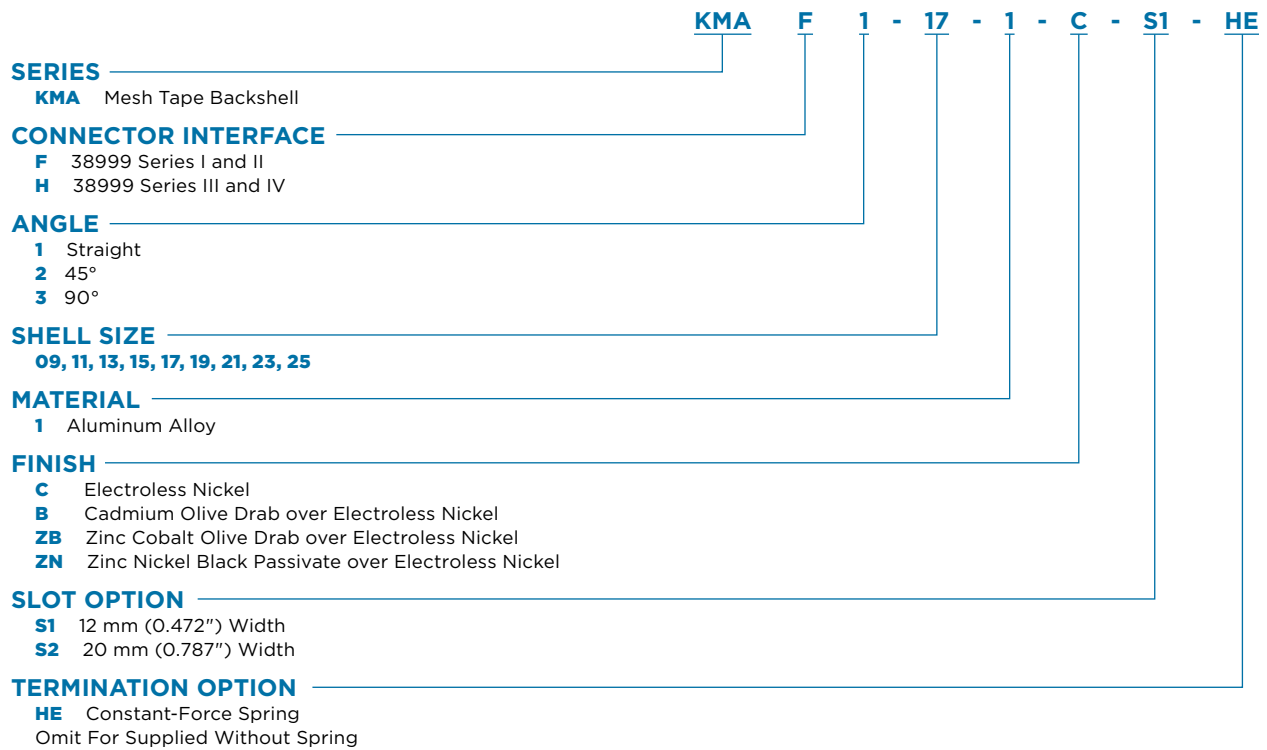 KMA F 1 - 17 - 1 - C - S1 - HE
SERIES
KMA Mesh Tape Backshell
CONNECTOR INTERFACE
F 38999 Series I and II
H 38999 Series III and IV
ANGLE
1 Straight
2 45°
3 90°
SHELL SIZE
09, 11, 13, 15, 17, 19, 21, 23, 25
MATERIAL
1 Aluminum Alloy
FINISH
C Electroless Nickel
B Cadmium Olive Drab over Electroless Nickel
ZB Zinc Cobalt Olive Drab over Electroless Nickel
ZN Zinc Nickel Black Passivate over Electroless Nickel
SLOT OPTION
S1 12 mm (0.472") Width
S2 20 mm (0.787") Width
TERMINATION OPTION
HE Constant-Force Spring
Omit For Supplied Without Spring